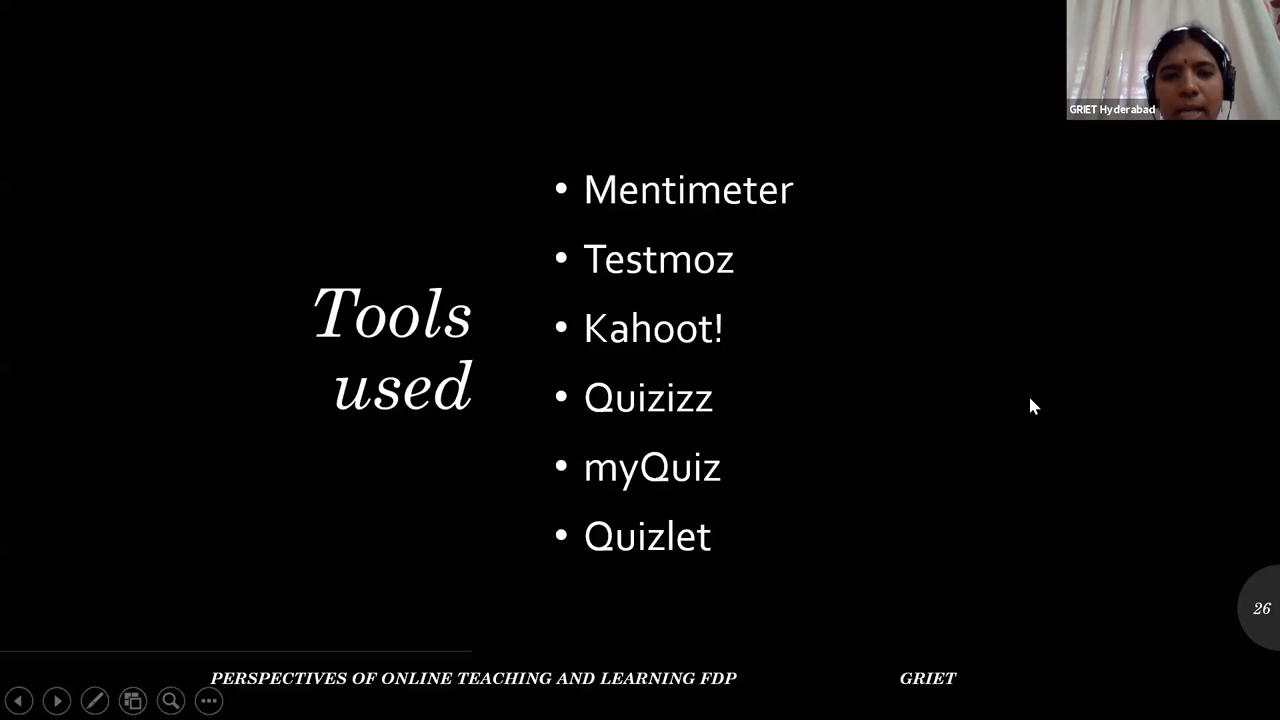 GRIET Hyderabad
Tools
used
• Mentimeter
• Testmoz
• Kahoot!
• Quizizz
• myQuiz
• Quizlet
26
PERSPECTIVES OF ONLINE TEACHING AND LEARNING FDP GRIET